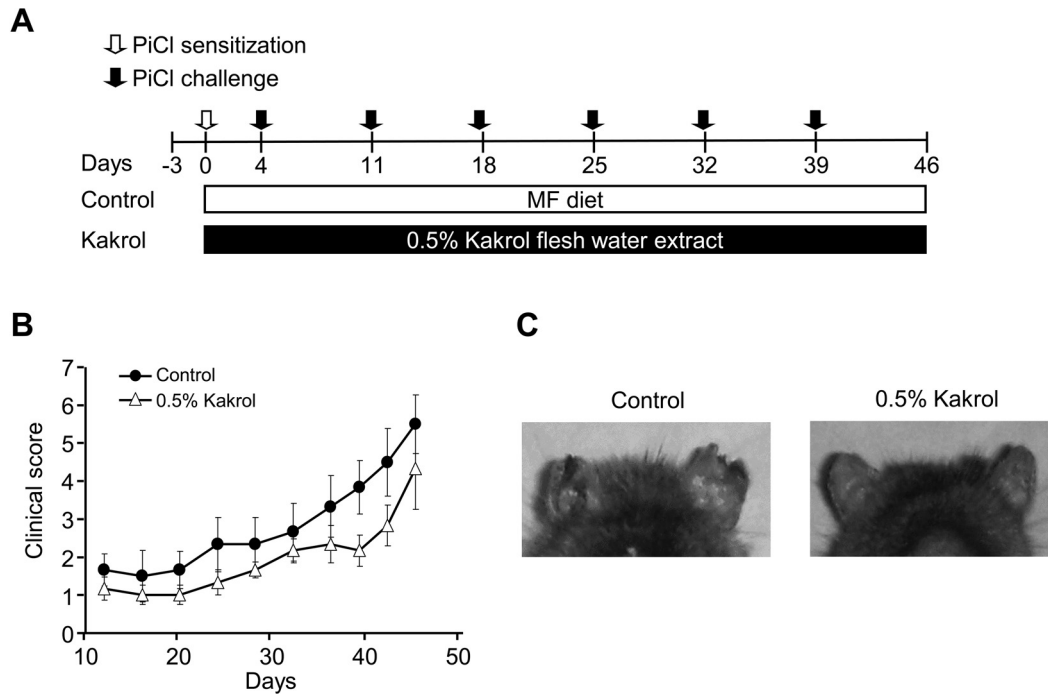 A
PiCl sensitization
PiCl challenge
Days -3 0 4 11 18 25 32 39 46
Control MF diet
Kakrol 0.5% Kakrol flesh water extract
B
Clinical score
7
6
5
4
3
2
1
0
Control
0.5% Kakrol
10 20 30 40 50
Days
C
Control 0.5% Kakrol